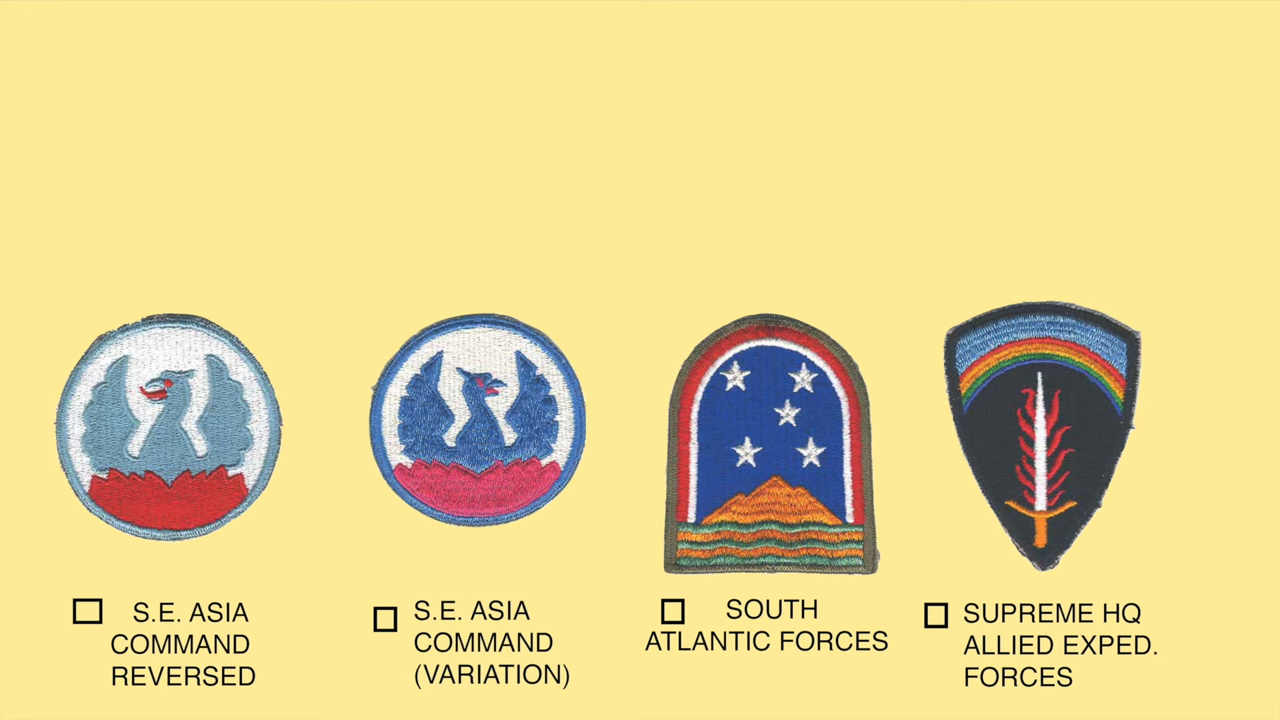 S.E. ASIA
COMMAND
REVERSED
S.E. ASIA
COMMAND
(VARIATION)
SOUTH
ATLANTIC FORCES
SUPREME HQ
ALLIED EXPED.
FORCES